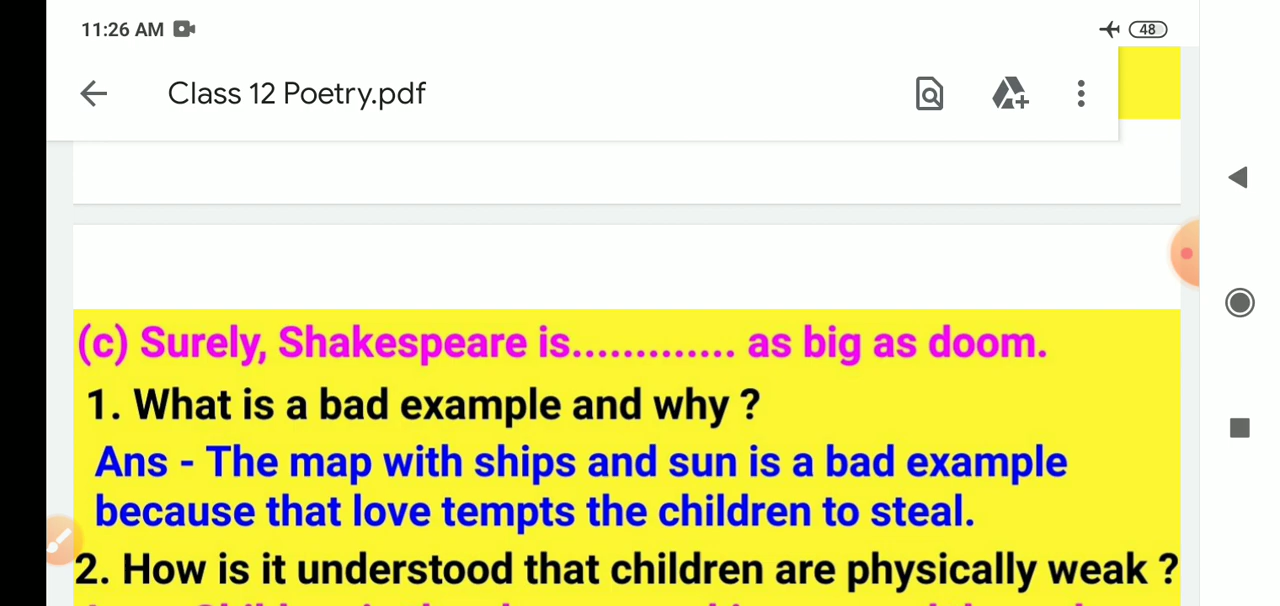 11:26 AM
48
Class 12 Poetry.pdf
(c) Surely, Shakespeare is............. as big as doom.
1. What is a bad example and why ?
Ans - The map with ships and sun is a bad example
because that love tempts the children to steal.
2. How is it understood that children are physically weak ?